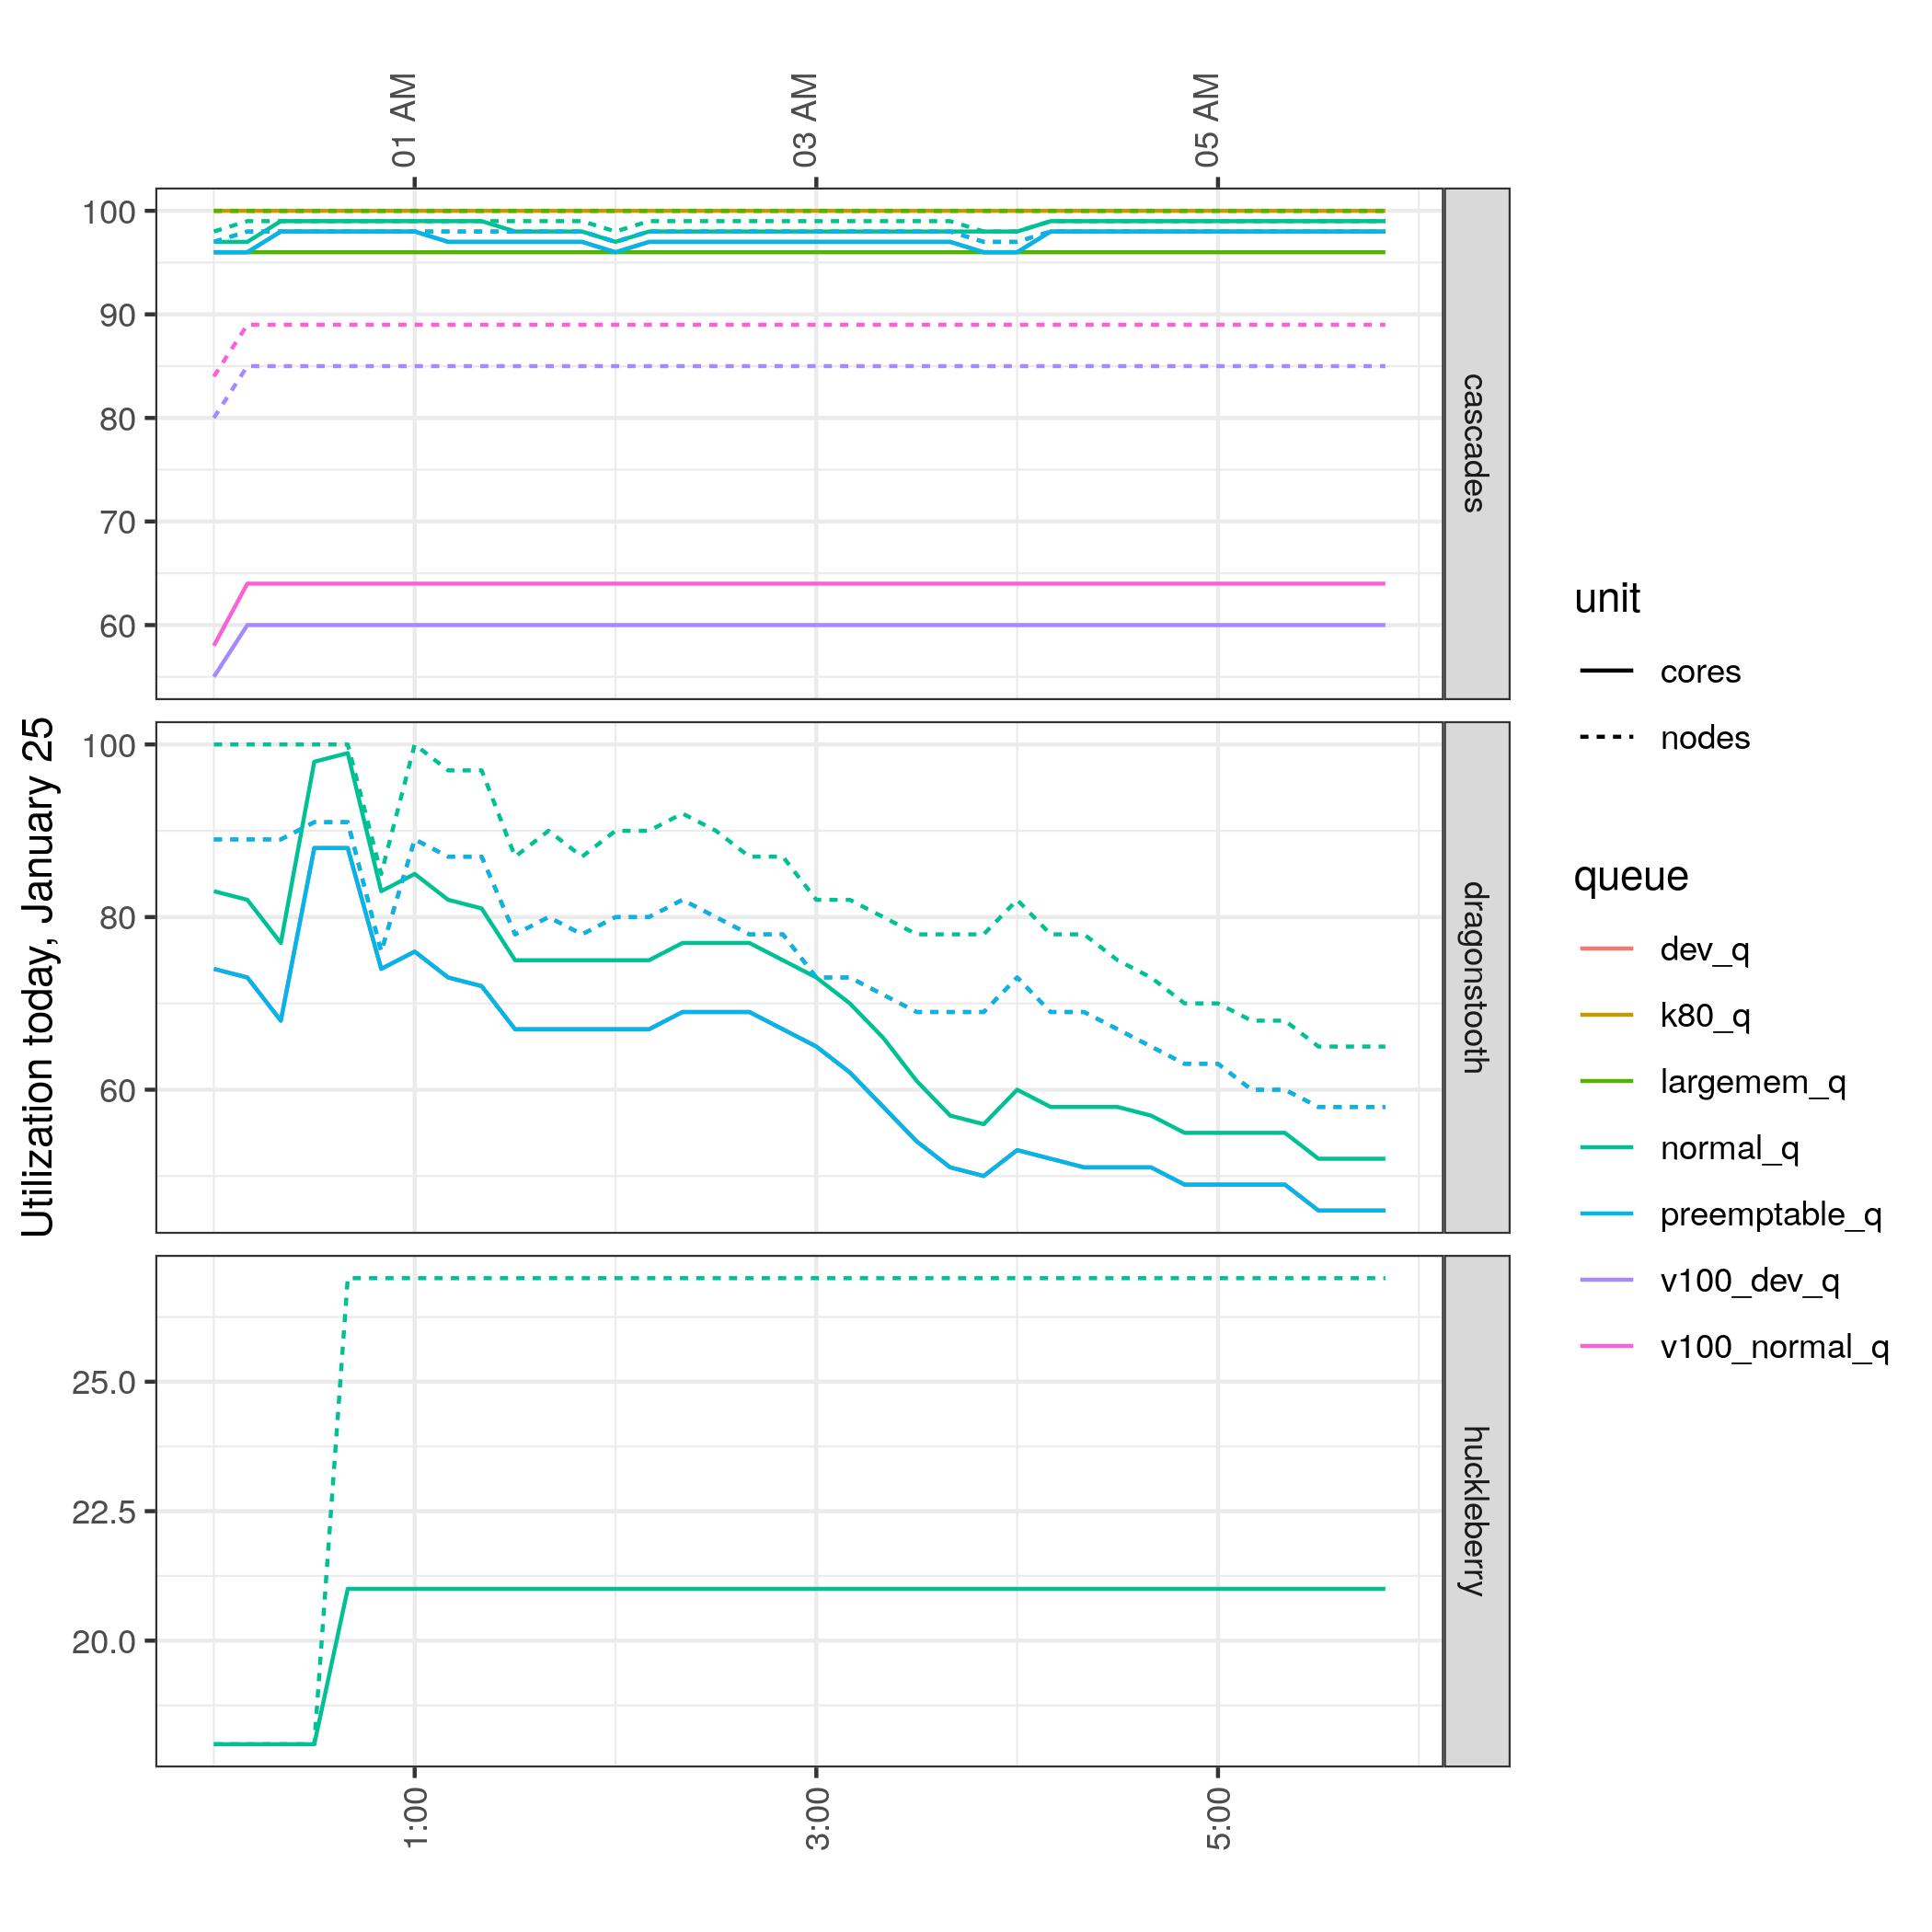 01 AM
03 AM
05 AM
Utilization today, January 25
100
90
80
70
60
cascades
100
80
60
dragonstooth
25.0
22.5
20.0
huckleberry
1:00
3:00
5:00
unit
cores
nodes
queue
dev_q
k80_q
largemem_q
normal_q
preemptable_q
v100_dev_q
v100_normal_q